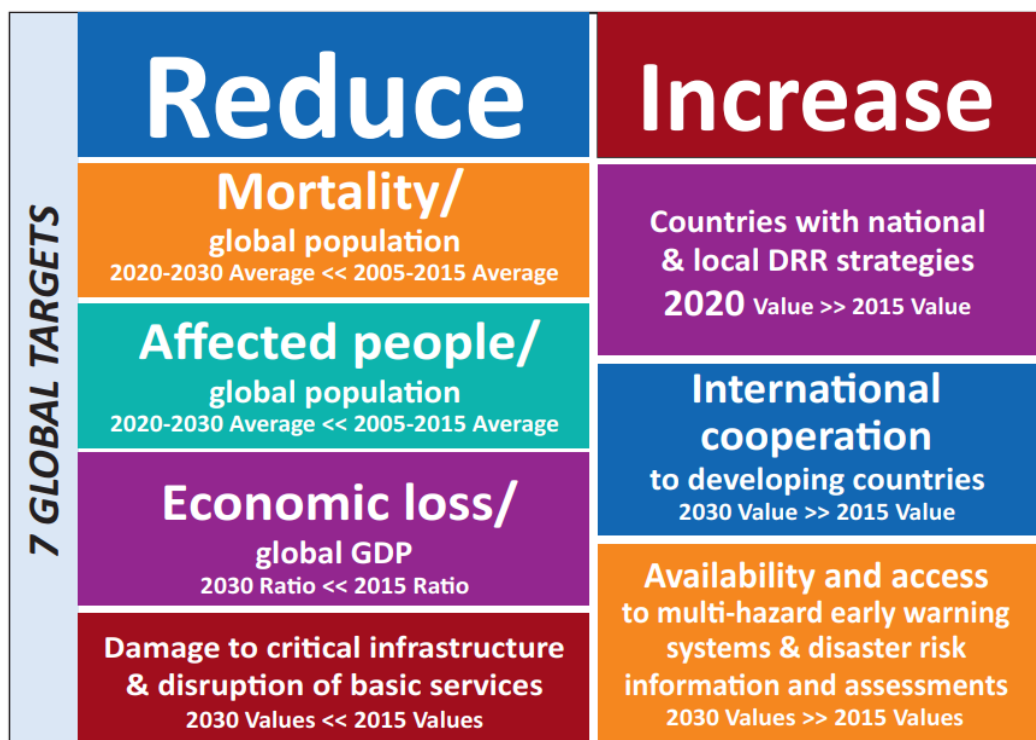 7 GLOBAL TARGETS
Reduce
Mortality/
global population
2020-2030 Average << 2005-2015 Average
Affected people/
global population
2020-2030 Average << 2005-2015 Average
Economic loss/
global GDP
2030 Ratio << 2015 Ratio
Damage to critical infrastructure
& disruption of basic services
2030 Values << 2015 Values
Increase
Countries with national
& local DRR strategies
2020 Value >> 2015 Value
International
cooperation
to developing countries
2030 Value >> 2015 Value
Availability and access
to multi-hazard early warning
systems & disaster risk
information and assessments
2030 Values >> 2015 Values